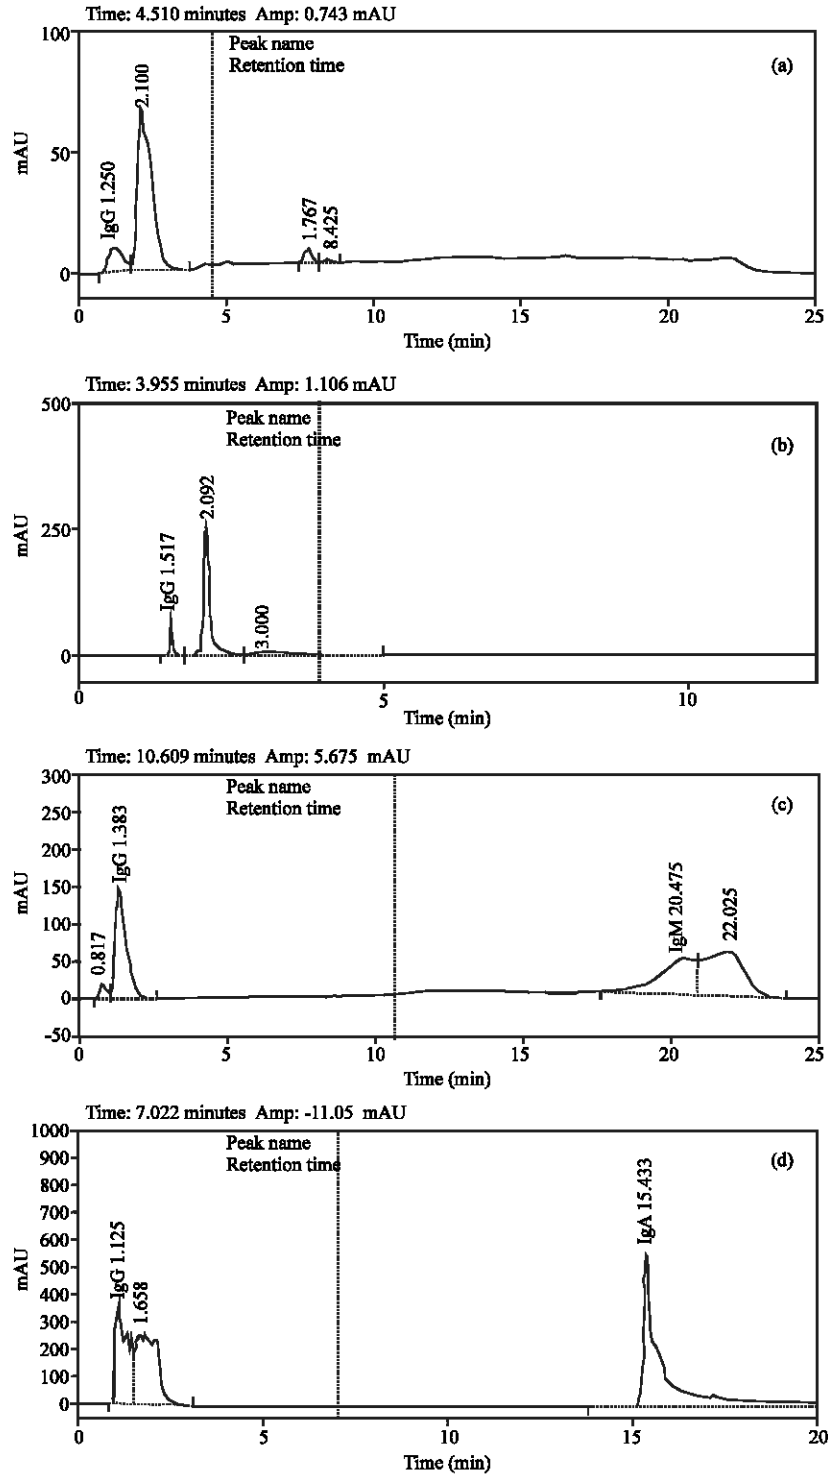 Time: 4.510 minutes Amp: 0.743 mAU
Peak name
Retention time
(a)
100
50
0
mAU
IgG 1.250
2.100
1.767
8.425
0 5 10 15 20 25
Time (min)
Time: 3.955 minutes Amp: 1.106 mAU
Peak name
Retention time
(b)
500
250
0
mAU
IgG 1.517
2.092
3.000
0 5 10
Time (min)
Time: 10.609 minutes Amp: 5.675 mAU
Peak name
Retention time
(c)
300
250
200
150
100
50
0
-50
mAU
0.817
IgG 1.383
IgM 20.475
22.025
0 5 10 15 20 25
Time (min)
Time: 7.022 minutes Amp: -11.05 mAU
Peak name
Retention time
(d)
1000
900
800
700
600
500
400
300
200
100
0
mAU
IgG 1.125
1.658
IgA 15.433
0 5 10 15 20
Time (min)